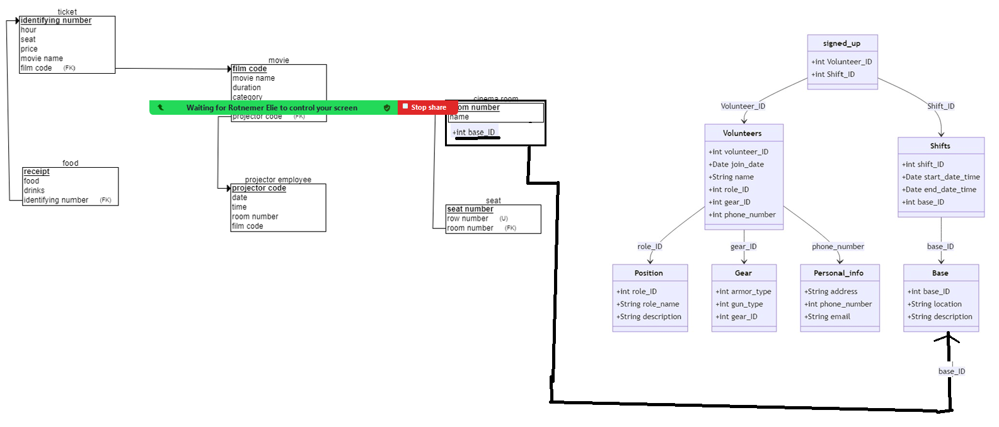 ticket
identifying number
hour
seat
price
movie name
film code (FK)
movie
film code
movie name
duration
category
Waiting for Rotnemer Elie to control your screen
Stop share
projector code (FK)
cinema room
room number
name
+int base_ID
food
receipt
food
drinks
identifying number (FK)
projector employee
projector code
date
time
room number
film code
seat
seat number
row number (U)
room number (FK)
signed_up
+int Volunteer_ID
+int Shift_ID
Volunteer_ID
Shift_ID
Volunteers
+int volunteer_ID
+Date join_date
+String name
+int role_ID
+int gear_ID
+int phone_number
Shifts
+int shift_ID
+Date start_date_time
+Date end_date_time
+int base_ID
role_ID
gear_ID
phone_number
base_ID
Position
+int role_ID
+String role_name
+String description
Gear
+int armor_type
+int gun_type
+int gear_ID
Personal_info
+String address
+int phone_number
+String email
Base
+int base_ID
+String location
+String description
base_ID